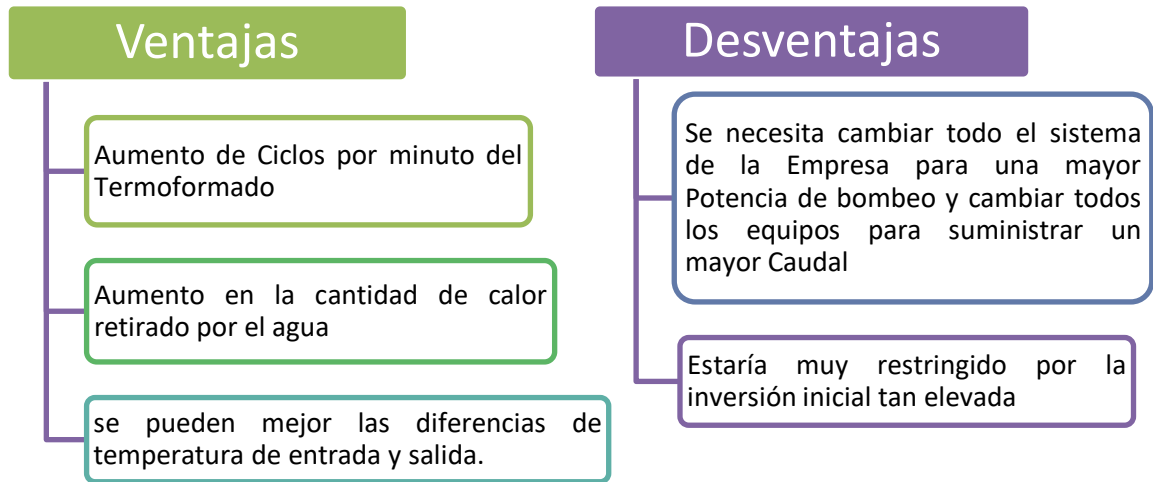 Ventajas
Aumento de Ciclos por minuto del
Termoformado
Aumento en la cantidad de calor
retirado por el agua
se pueden mejor las diferencias de
temperatura de entrada y salida.
Desventajas
Se necesita cambiar todo el sistema
de la Empresa para una mayor
Potencia de bombeo y cambiar todos
los equipos para suministrar un
mayor Caudal
Estaría muy restringido por la
inversión inicial tan elevada